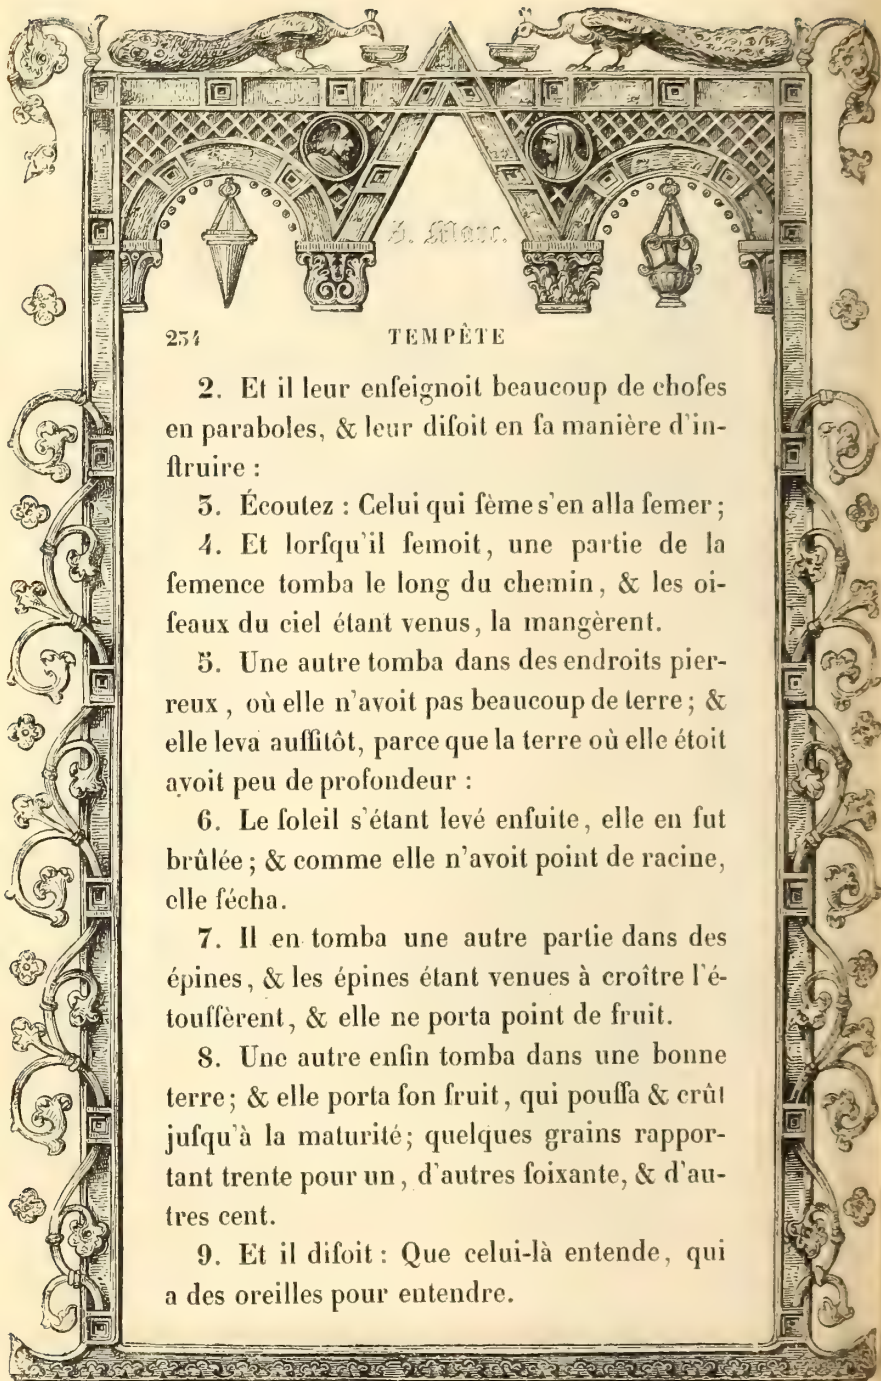 S. Marc.
234 TEMPÈTE
2. Et il leur enſeignoit beaucoup de choſes
en paraboles, & leur diſoit en ſa manière d'in-
ſtruire :
3. Écoutez : Celui qui ſème s'en alla ſemer ;
4. Et lorſqu'il ſemoit, une partie de la
ſemence tomba le long du chemin, & les oi-
ſeaux du ciel étant venus, la mangèrent.
5. Une autre tomba dans des endroits pier-
reux , où elle n'avoit pas beaucoup de terre ; &
elle leva auſſitôt, parce que la terre où elle étoit
avoit peu de profondeur :
6. Le ſoleil s'étant levé enſuite, elle en fut
brûlée ; & comme elle n'avoit point de racine,
elle ſécha.
7. Il en tomba une autre partie dans des
épines, & les épines étant venues à croître l'é-
touffèrent, & elle ne porta point de fruit.
8. Une autre enfin tomba dans une bonne
terre ; & elle porta ſon fruit, qui pouſſa & crût
juſqu'à la maturité; quelques grains rappor-
tant trente pour un, d'autres ſoixante, & d'au-
tres cent.
9. Et il diſoit : Que celui-là entende, qui
a des oreilles pour entendre.